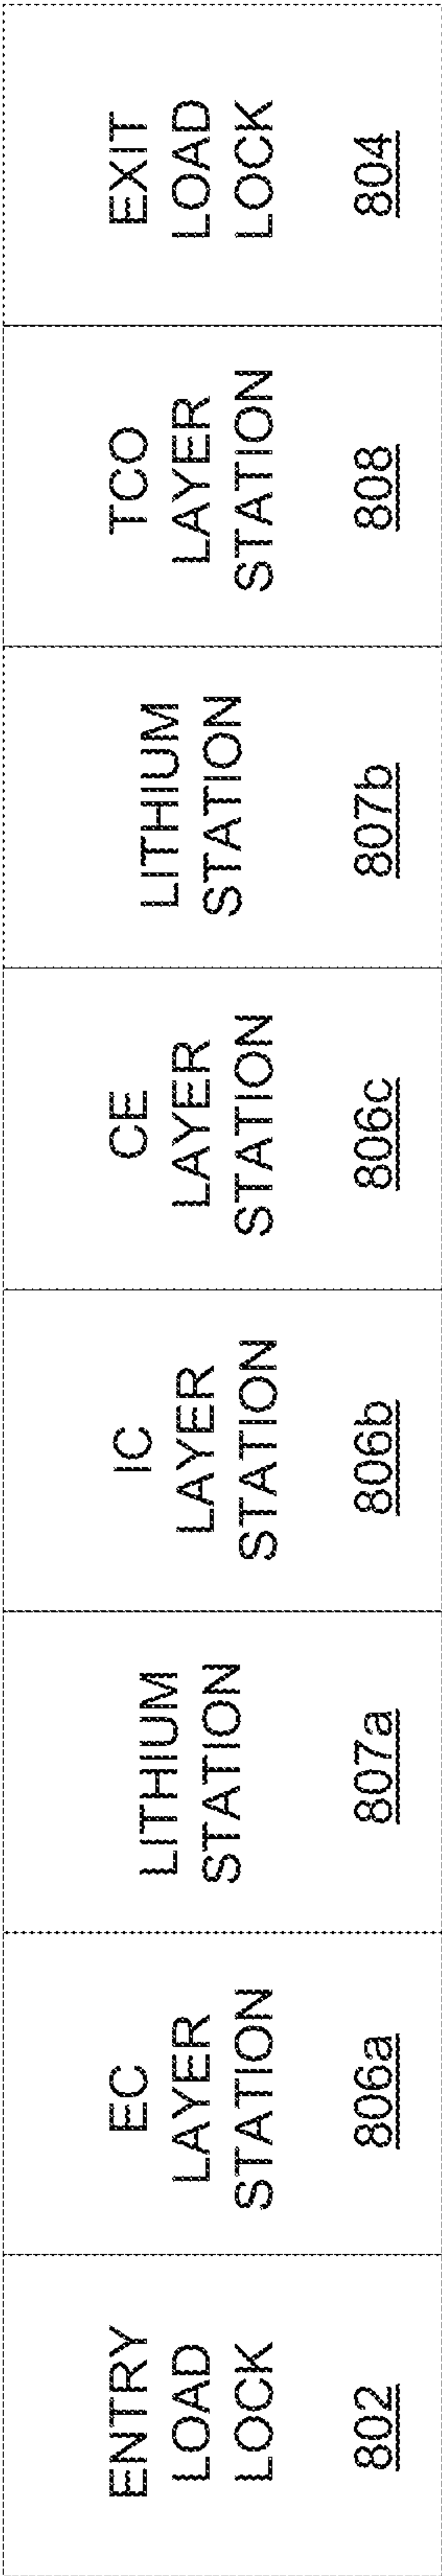 ENTRY
LOAD
LOCK
802
EC
LAYER
STATION
806a
LITHIUM
STATION
807a
IC
LAYER
STATION
806b
CE
LAYER
STATION
806c
LITHIUM
STATION
807b
TCO
LAYER
STATION
808
EXIT
LOAD
LOCK
804